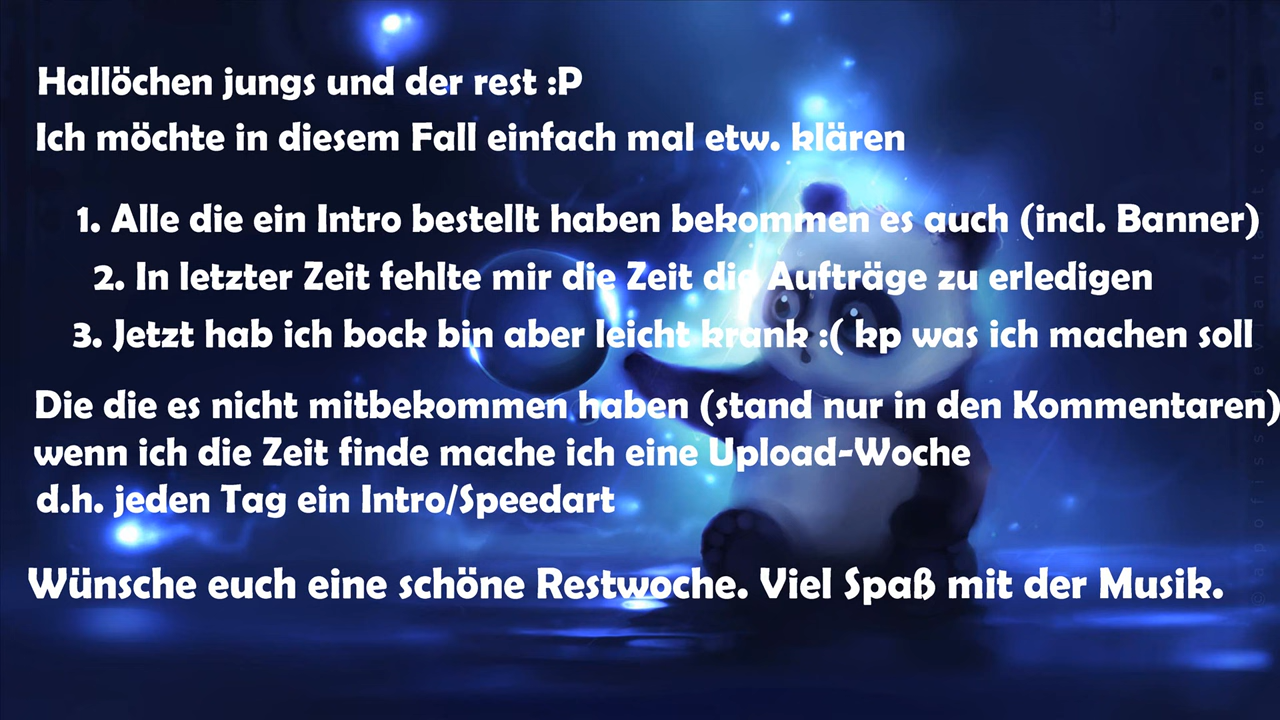 Hallöchen jungs und der rest :P
Ich möchte in diesem Fall einfach mal etw. klären
1. Alle die ein Intro bestellt haben bekommen es auch (incl. Banner)
2. In letzter Zeit fehlte mir die Zeit die Aufträge zu erledigen
3. Jetzt hab ich bock bin aber leicht krank :( kp was ich machen soll
Die die es nicht mitbekommen haben (stand nur in den Kommentaren)
wenn ich die Zeit finde mache ich eine Upload-Woche
d.h. jeden Tag ein Intro/Speedart
Wünsche euch eine schöne Restwoche. Viel Spaß mit der Musik.